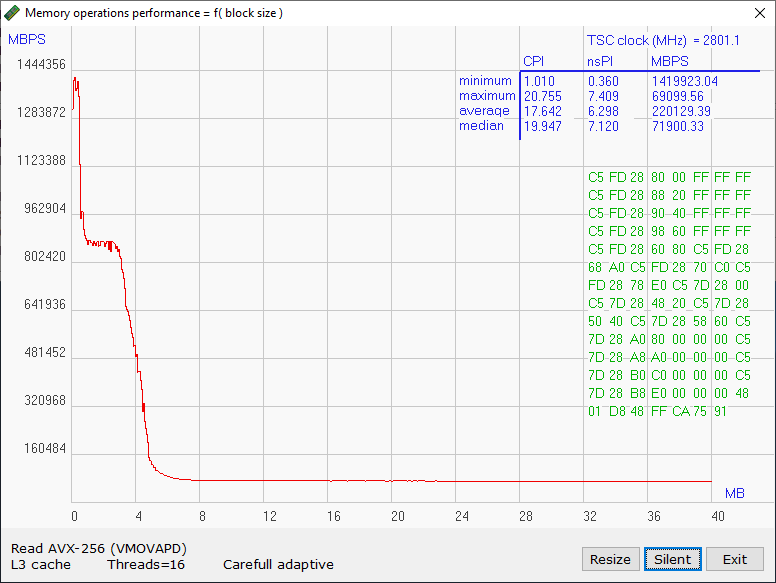 Memory operations performance = f( block size )
MBPS
TSC clock (MHz) = 2801.1
CPI nsPI MBPS
minimum 1.010 0.360 1419923.04
maximum 20.755 7.409 69099.56
average 17.642 6.298 220129.39
median 19.947 7.120 71900.33
1444356
1283872
1123388
962904
802420
641936
481452
320968
160484
C5 FD 28 80 00 FF FF FF
C5 FD 28 88 20 FF FF FF
C5 FD 28 90 40 FF FF FF
C5 FD 28 98 60 FF FF FF
C5 FD 28 60 80 C5 FD 28
68 A0 C5 FD 28 70 C0 C5
FD 28 78 E0 C5 7D 28 00
C5 7D 28 48 20 C5 7D 28
50 40 C5 7D 28 58 60 C5
7D 28 A0 80 00 00 00 C5
7D 28 A8 A0 00 00 00 C5
7D 28 B0 C0 00 00 00 C5
7D 28 B8 E0 00 00 00 48
01 D8 48 FF CA 75 91
MB
0 4 8 12 16 20 24 28 32 36 40
Read AVX-256 (VMOVAPD)
L3 cache Threads=16 Carefull adaptive
Resize Silent Exit